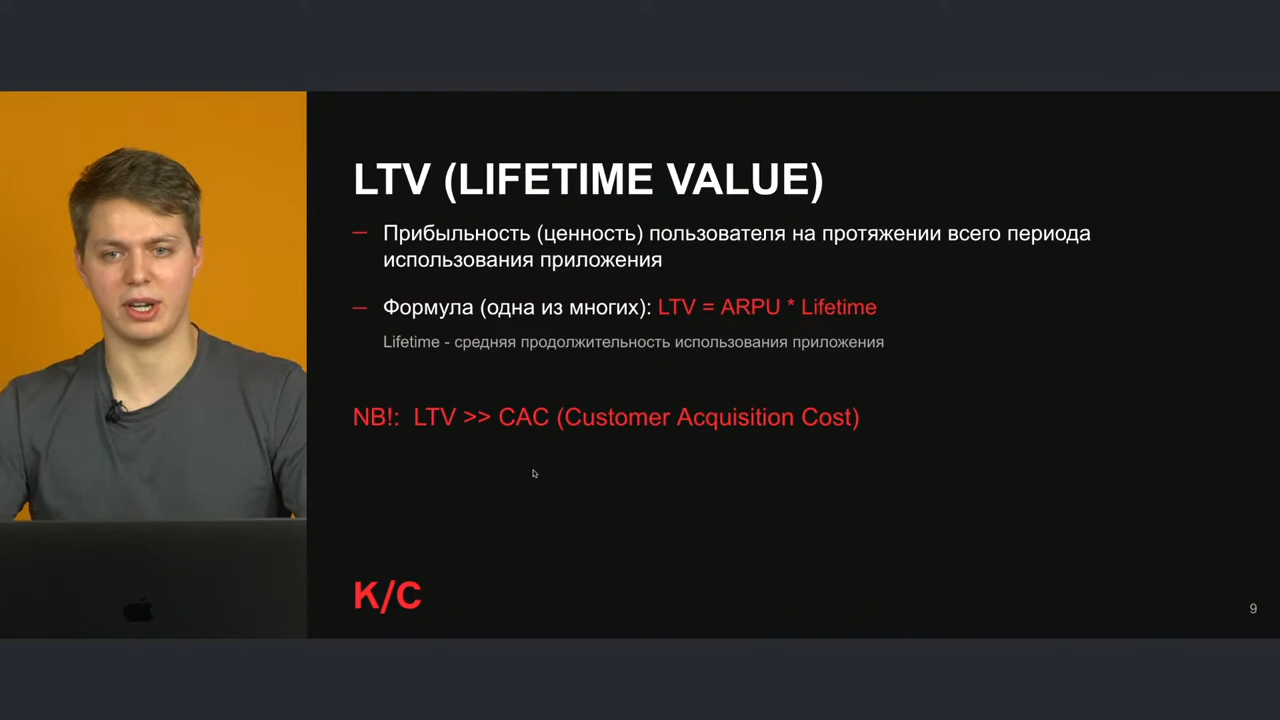 LTV (LIFETIME VALUE)
— Прибыльность (ценность) пользователя на протяжении всего периода
использования приложения
— Формула (одна из многих): LTV = ARPU * Lifetime
Lifetime - средняя продолжительность использования приложения
NB!: LTV >> CAC (Customer Acquisition Cost)
K/C
9